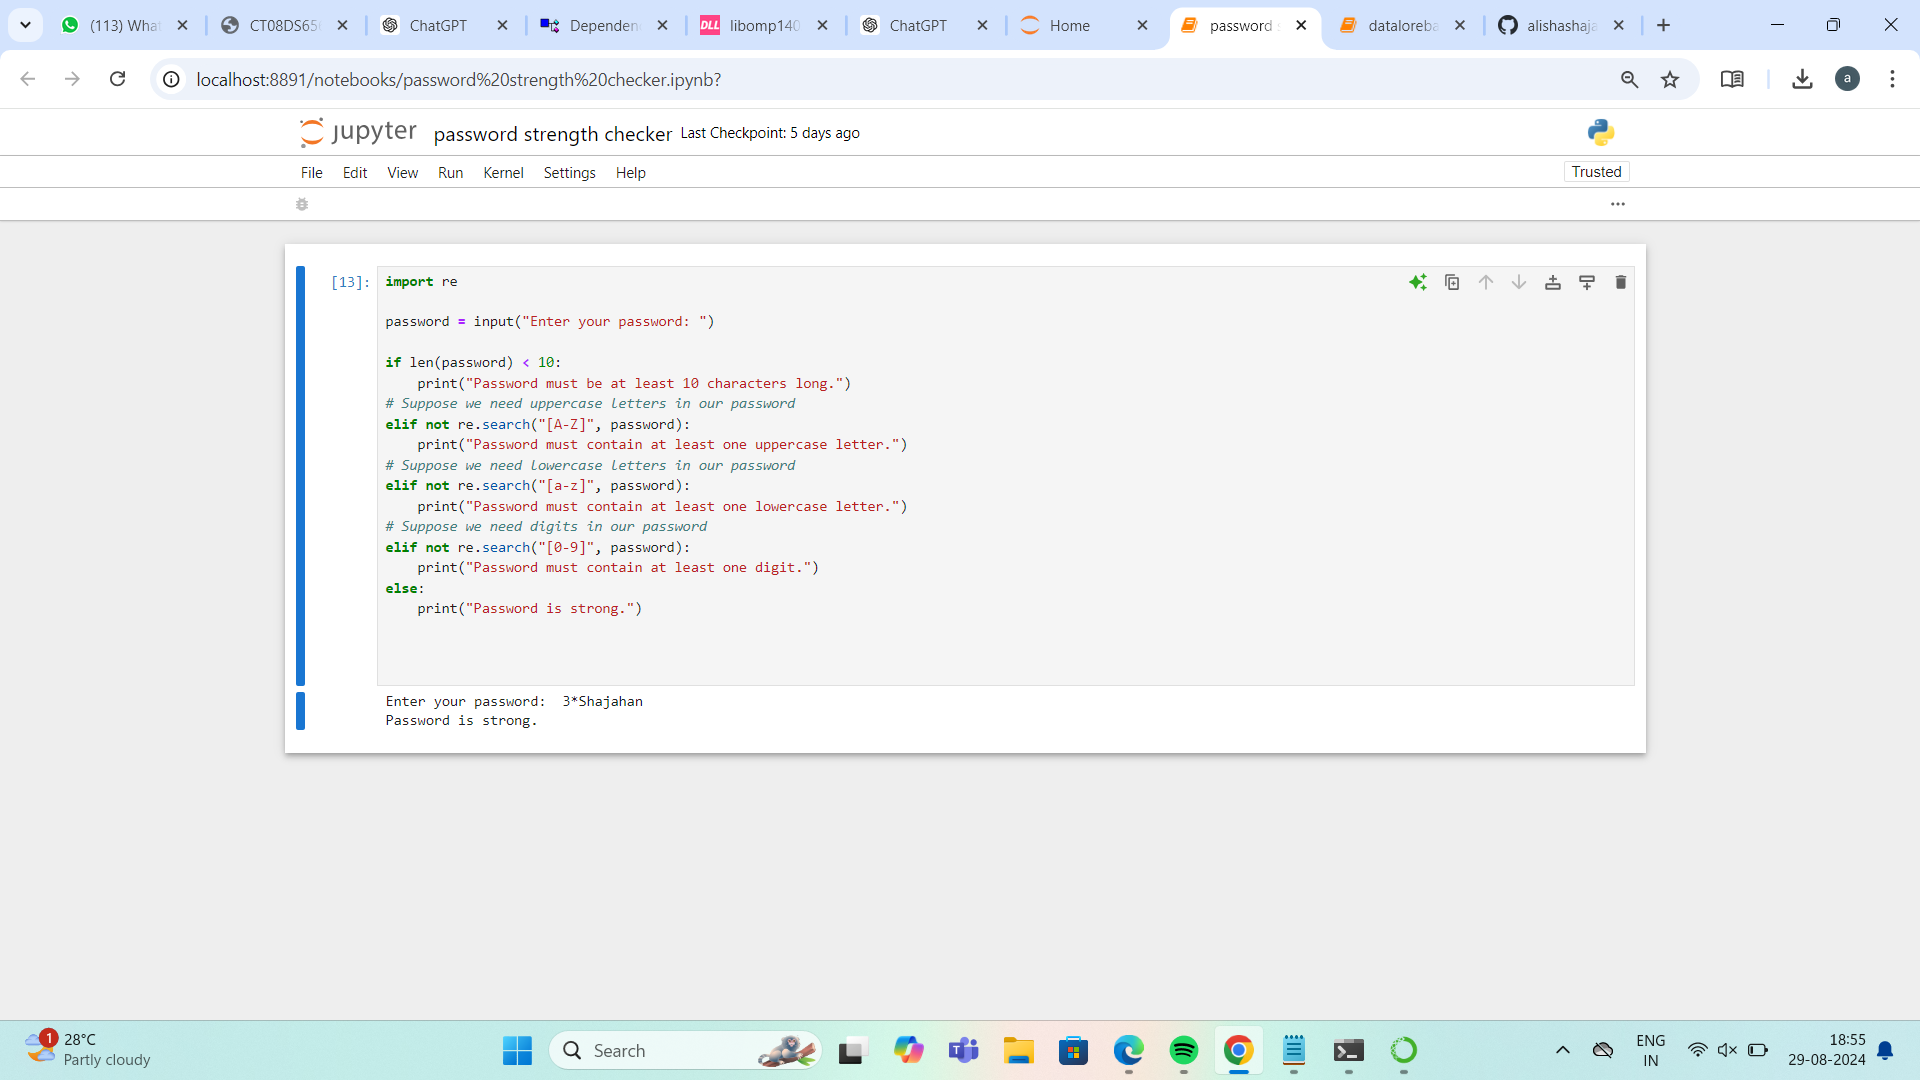 (113) What
CT08DS656
ChatGPT
Dependen
DLL libomp140
ChatGPT
Home
password s
dataloreba
alishashaja
localhost:8891/notebooks/password%20strength%20checker.ipynb?
a
jupyter password strength checker Last Checkpoint: 5 days ago
File Edit View Run Kernel Settings Help Trusted
[13]: import re
password = input("Enter your password: ")
if len(password) < 10:
    print("Password must be at least 10 characters long.")
# Suppose we need uppercase letters in our password
elif not re.search("[A-Z]", password):
    print("Password must contain at least one uppercase letter.")
# Suppose we need lowercase letters in our password
elif not re.search("[a-z]", password):
    print("Password must contain at least one lowercase letter.")
# Suppose we need digits in our password
elif not re.search("[0-9]", password):
    print("Password must contain at least one digit.")
else:
    print("Password is strong.")
Enter your password:  3*Shajahan
Password is strong.
1
28°C
Partly cloudy
Search
ENG
IN
18:55
29-08-2024